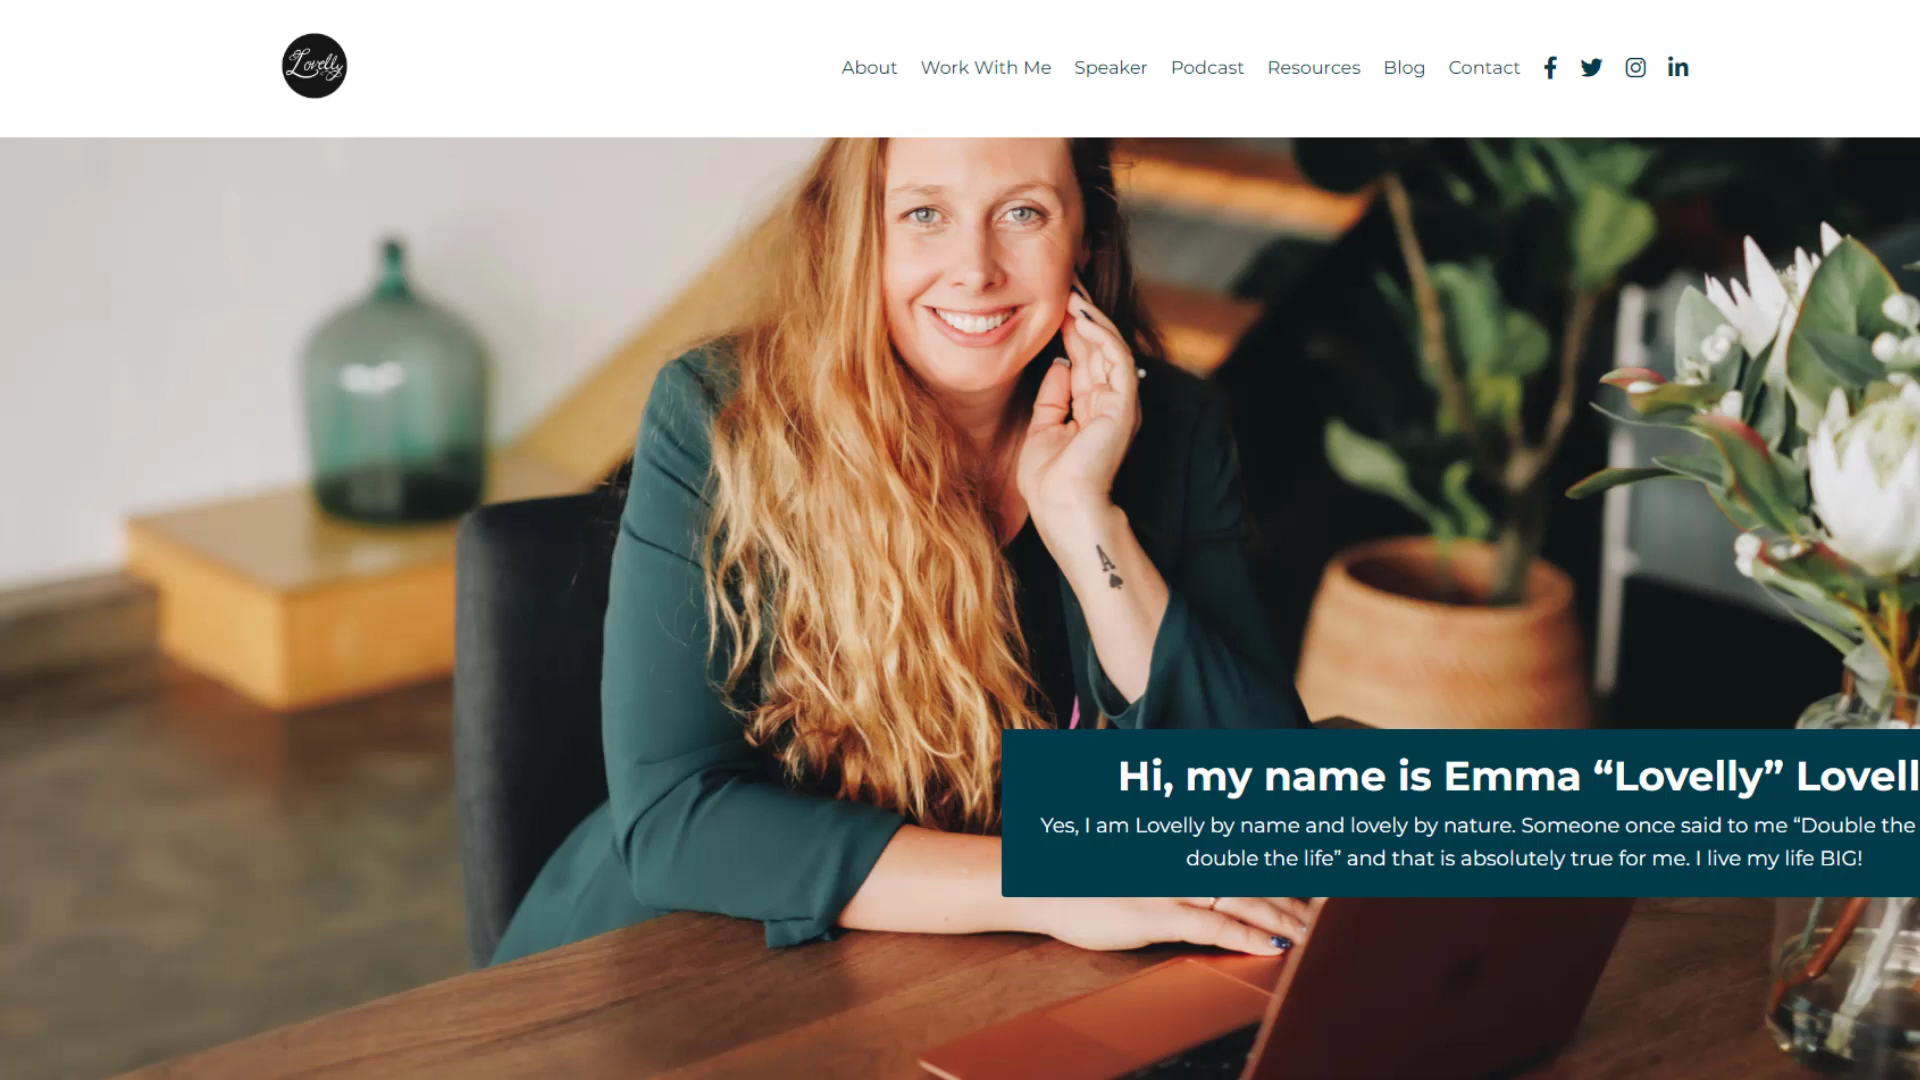 Lovelly
About Work With Me Speaker Podcast Resources Blog Contact
A
Hi, my name is Emma “Lovelly” Lovell
Yes, I am Lovelly by name and lovely by nature. Someone once said to me “Double the
double the life” and that is absolutely true for me. I live my life BIG!